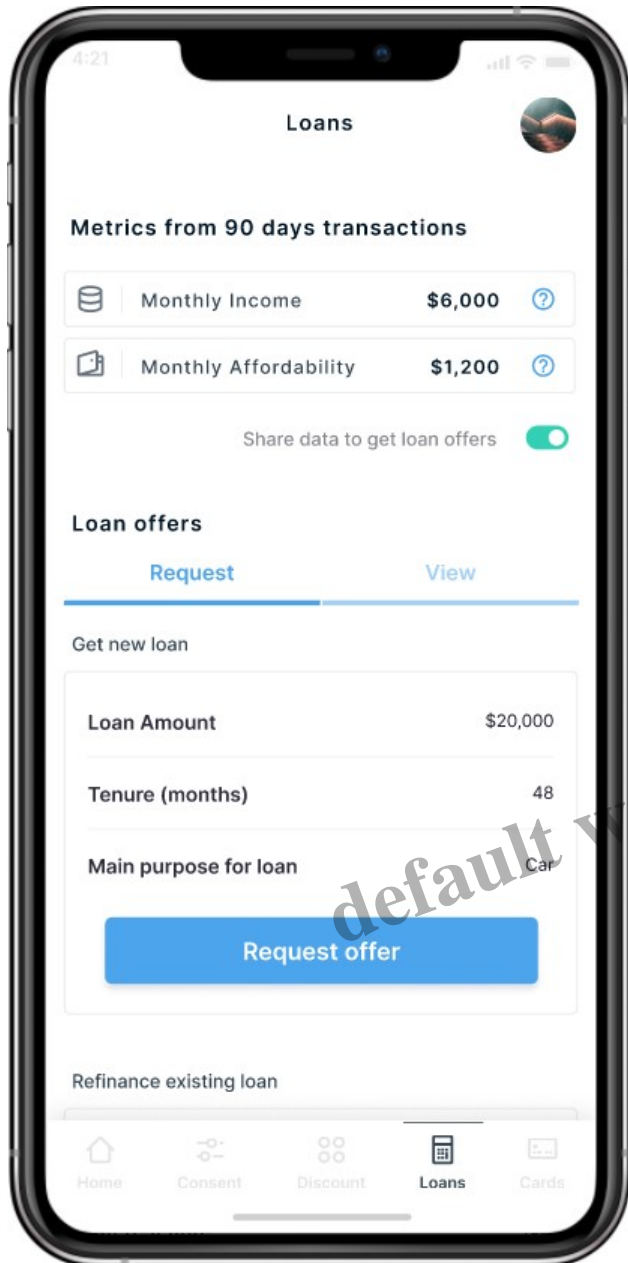 4:21
Loans
Metrics from 90 days transactions
Monthly Income $6,000 ?
Monthly Affordability $1,200 ?
Share data to get loan offers
Loan offers
Request View
Get new loan
Loan Amount $20,000
Tenure (months) 48
Main purpose for loan Car
default w
Request offer
Refinance existing loan
Home Consent Discount Loans Cards